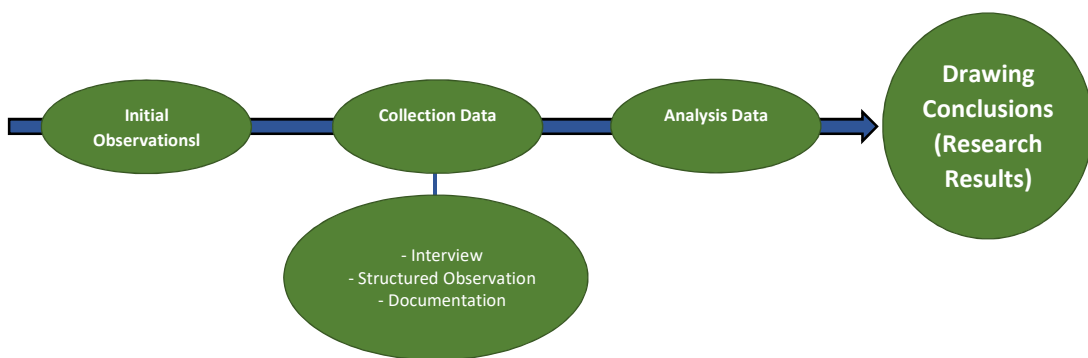 Initial
Observationsl
Collection Data
Analysis Data
Drawing
Conclusions
(Research
Results)
- Interview
- Structured Observation
- Documentation